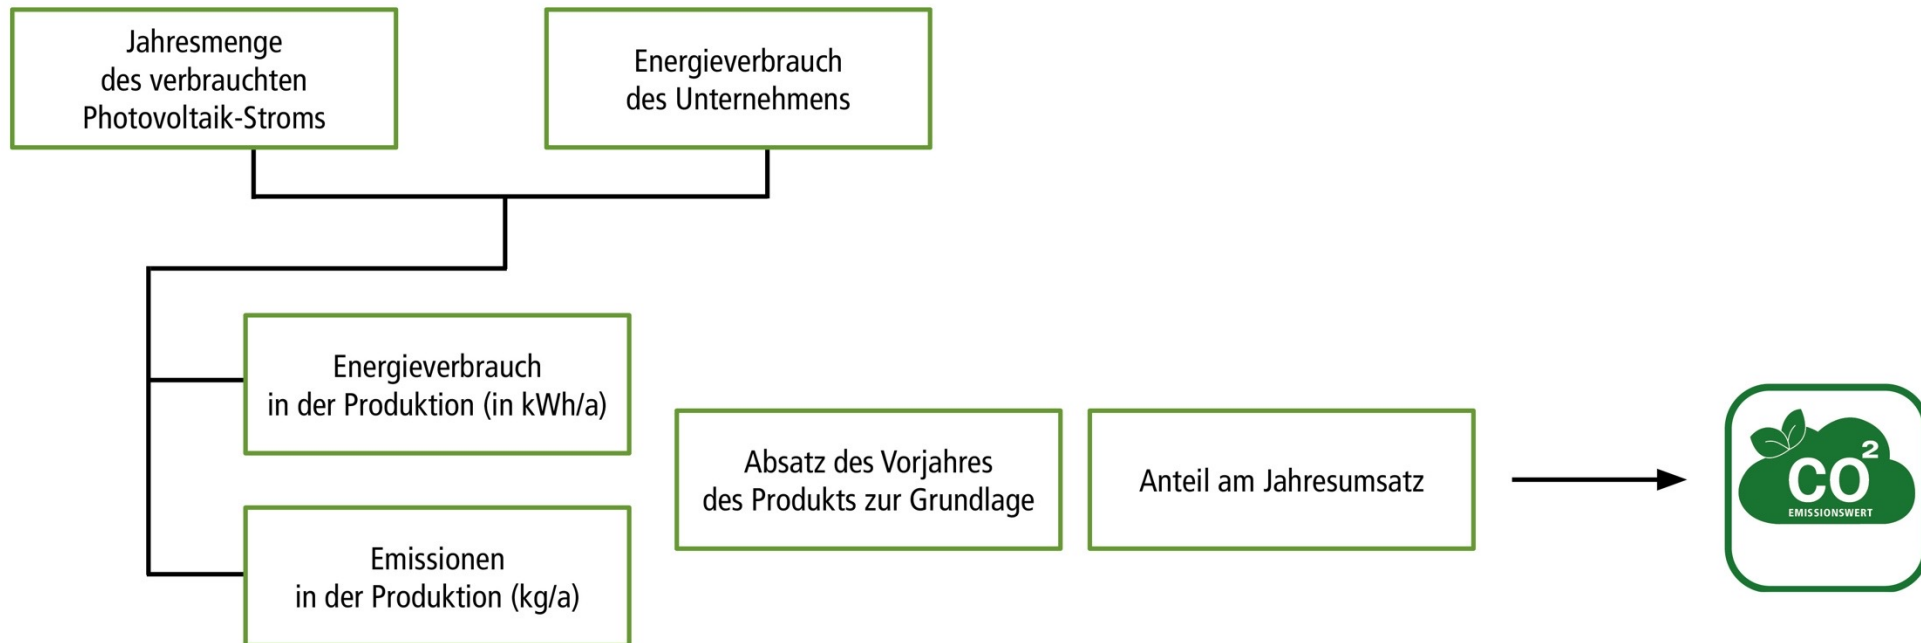 Jahresmenge
des verbrauchten
Photovoltaik-Stroms
Energieverbrauch
des Unternehmens
Energieverbrauch
in der Produktion (in kWh/a)
Emissionen
in der Produktion (kg/a)
Absatz des Vorjahres
des Produkts zur Grundlage
Anteil am Jahresumsatz
CO²
EMISSIONSWERT